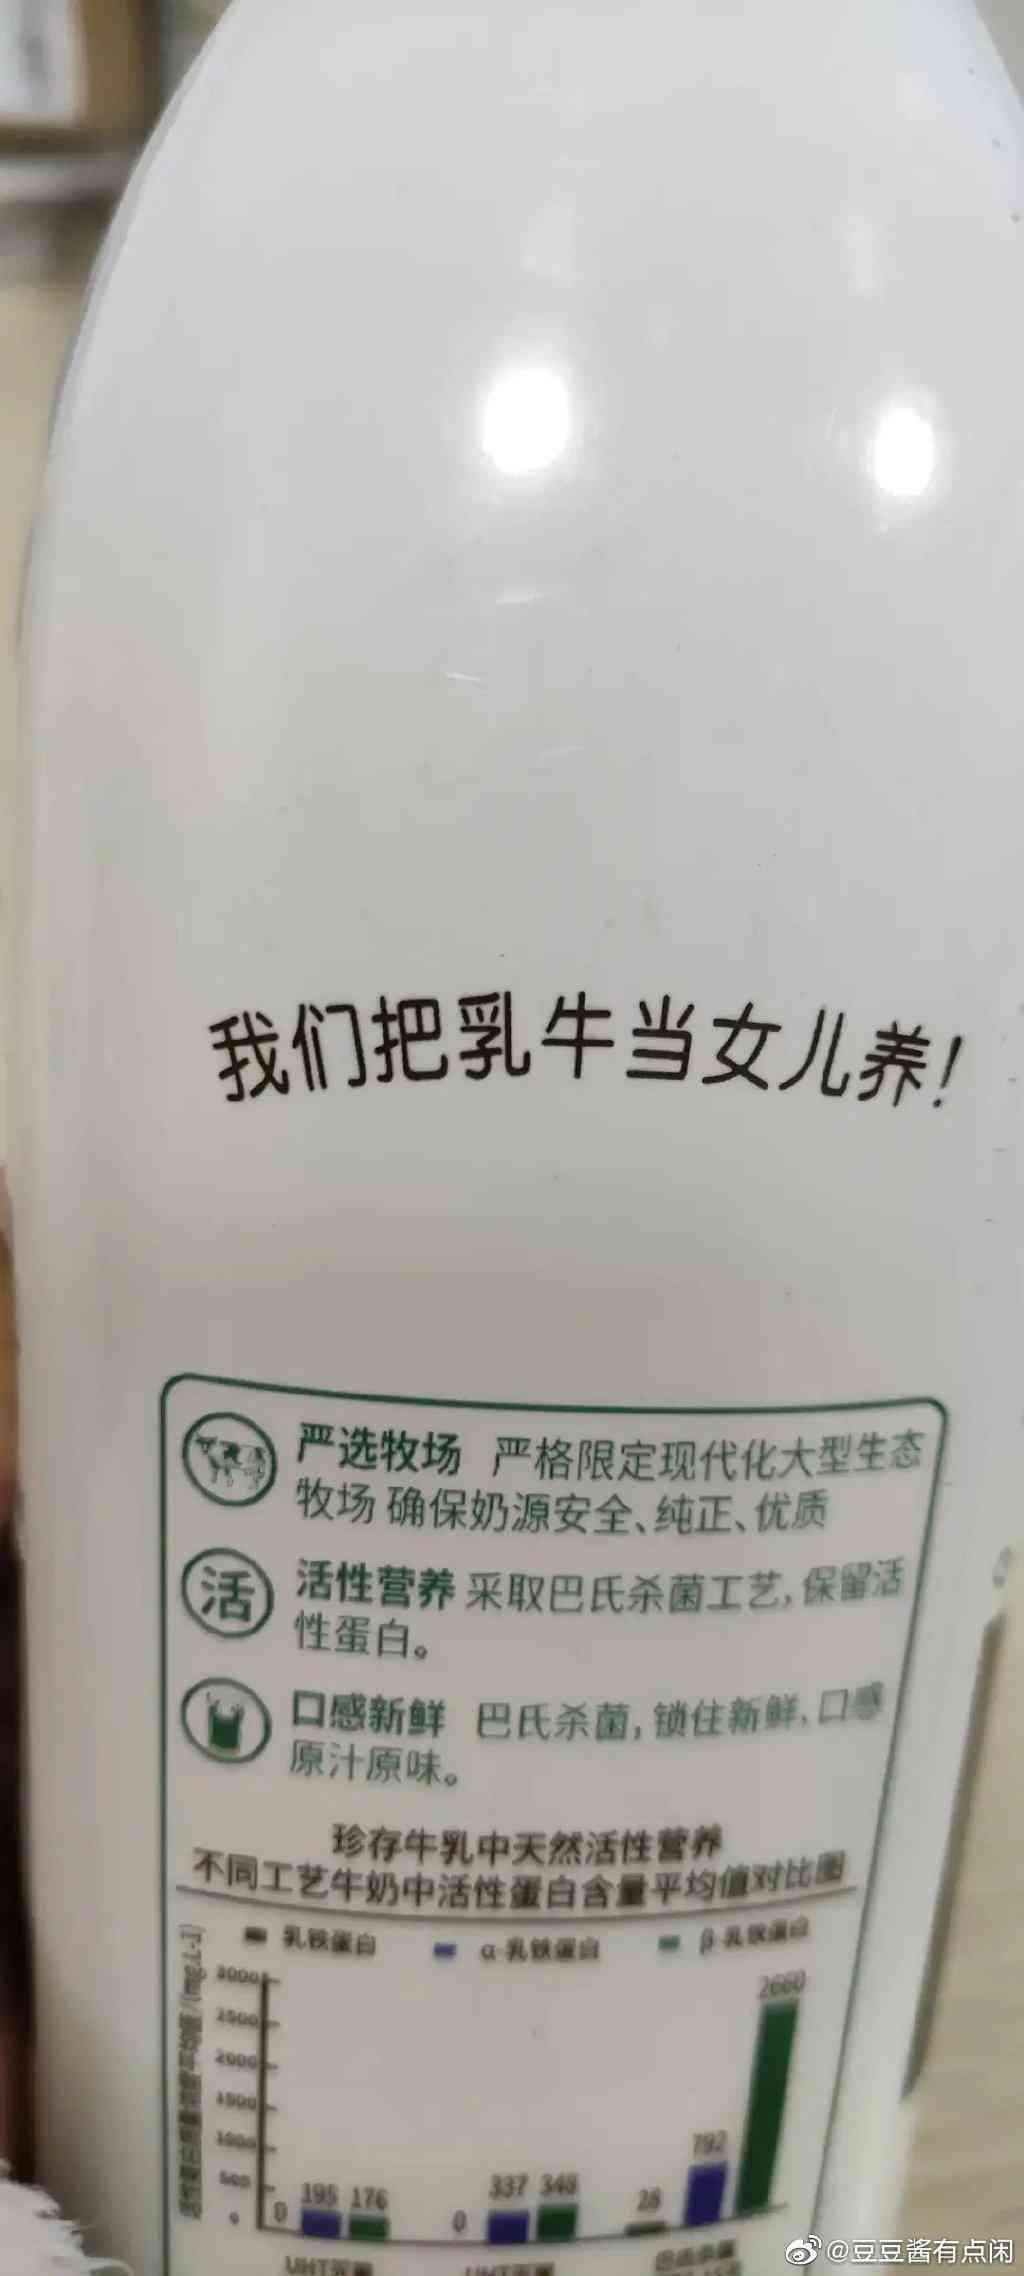 我们把乳牛当女儿养!
严选牧场 严格限定现代化大型生态
牧场 确保奶源安全、纯正、优质
活
活性营养 采取巴氏杀菌工艺,保留活
性蛋白。
口感新鲜 巴氏杀菌,锁住新鲜,口感
原汁原味。
珍存牛乳中天然活性营养
不同工艺牛奶中活性蛋白含量平均值对比图
乳铁蛋白 α-乳铁蛋白 β-乳铁蛋白
3000
2500
2000
1500
1000
500
0
0 195 176
0 337 348
28 792 2660
@豆豆酱有点闲